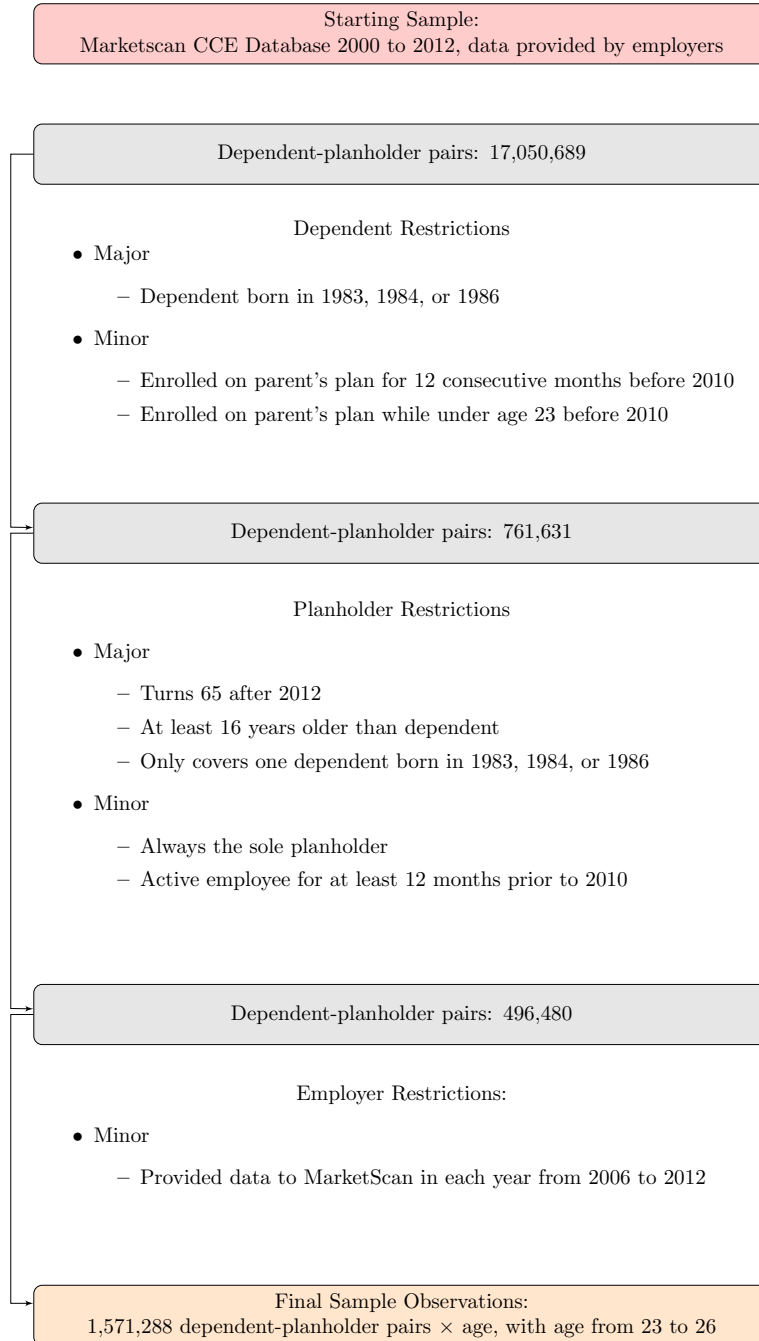 Starting Sample:
Marketscan CCE Database 2000 to 2012, data provided by employers
Dependent-planholder pairs: 17,050,689
Dependent Restrictions
• Major
– Dependent born in 1983, 1984, or 1986
• Minor
– Enrolled on parent's plan for 12 consecutive months before 2010
– Enrolled on parent's plan while under age 23 before 2010
Dependent-planholder pairs: 761,631
Planholder Restrictions
• Major
– Turns 65 after 2012
– At least 16 years older than dependent
– Only covers one dependent born in 1983, 1984, or 1986
• Minor
– Always the sole planholder
– Active employee for at least 12 months prior to 2010
Dependent-planholder pairs: 496,480
Employer Restrictions:
• Minor
– Provided data to MarketScan in each year from 2006 to 2012
Final Sample Observations:
1,571,288 dependent-planholder pairs × age, with age from 23 to 26